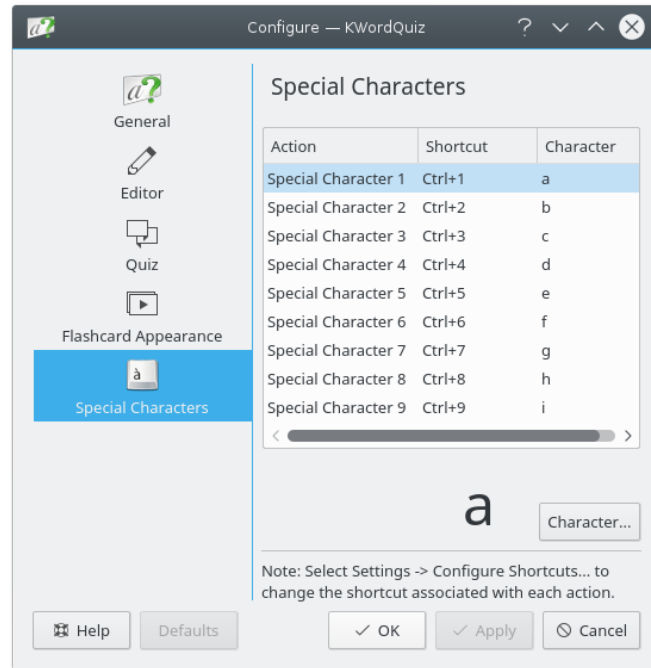 Configure — KWordQuiz
General
Editor
Quiz
Flashcard Appearance
Special Characters
Special Characters
Action Shortcut Character
Special Character 1 Ctrl+1 a
Special Character 2 Ctrl+2 b
Special Character 3 Ctrl+3 c
Special Character 4 Ctrl+4 d
Special Character 5 Ctrl+5 e
Special Character 6 Ctrl+6 f
Special Character 7 Ctrl+7 g
Special Character 8 Ctrl+8 h
Special Character 9 Ctrl+9 i
a
Character...
Note: Select Settings -> Configure Shortcuts... to
change the shortcut associated with each action.
Help Defaults OK Apply Cancel